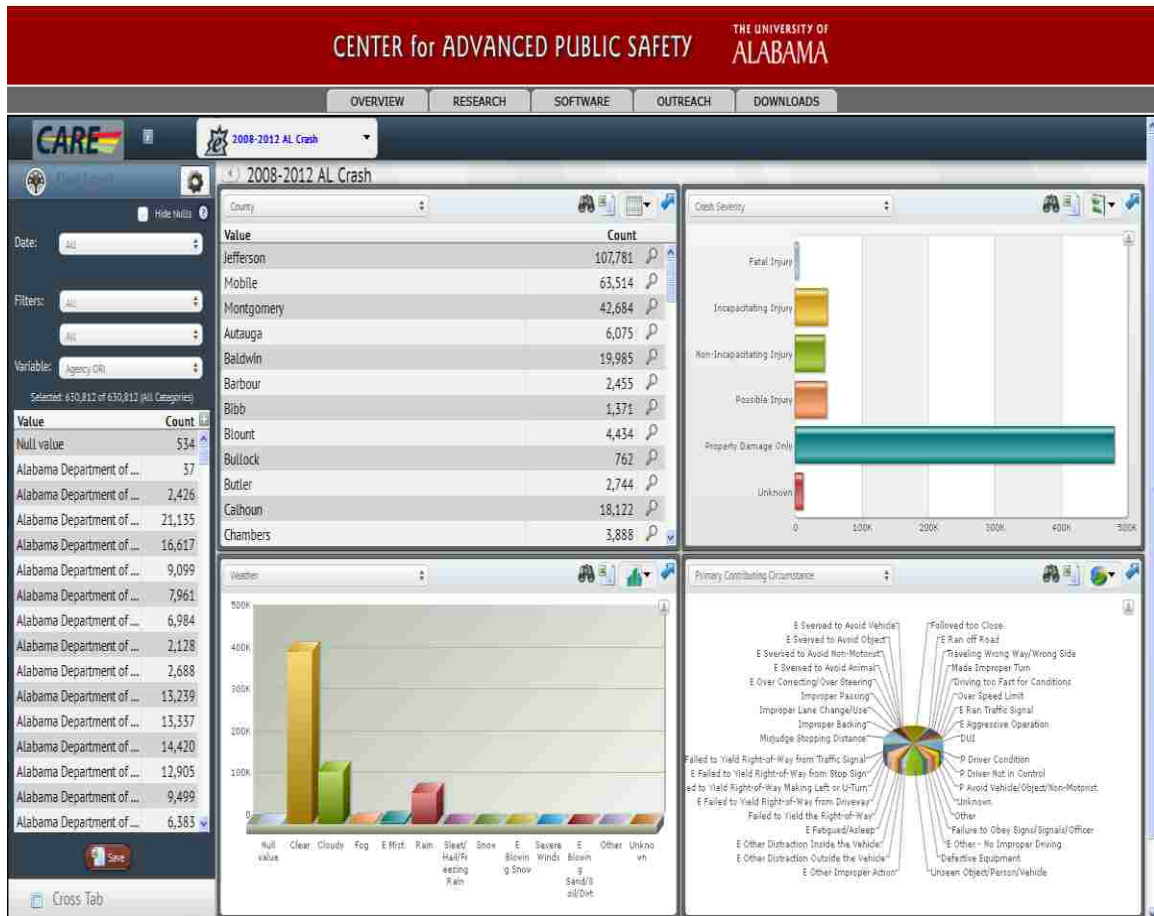 CENTER for ADVANCED PUBLIC SAFETY
THE UNIVERSITY OF
ALABAMA
OVERVIEW
RESEARCH
SOFTWARE
OUTREACH
DOWNLOADS
CARE
2008-2012 AL Crash
2008-2012 AL Crash
Hide Nulls
Date:
All
Filters:
All
All
Variable:
Agency ORI
Selected: 630,812 of 630,812 (All Categories)
Value Count
Null value 534
Alabama Department of ... 37
Alabama Department of ... 2,426
Alabama Department of ... 21,135
Alabama Department of ... 16,617
Alabama Department of ... 9,099
Alabama Department of ... 7,961
Alabama Department of ... 6,984
Alabama Department of ... 2,128
Alabama Department of ... 2,688
Alabama Department of ... 13,239
Alabama Department of ... 13,337
Alabama Department of ... 14,420
Alabama Department of ... 12,905
Alabama Department of ... 9,499
Alabama Department of ... 6,383
Save
Cross Tab
County
Value Count
Jefferson 107,781
Mobile 63,514
Montgomery 42,684
Autauga 6,075
Baldwin 19,985
Barbour 2,455
Bibb 1,371
Blount 4,434
Bullock 762
Butler 2,744
Calhoun 18,122
Chambers 3,888
Crash Severity
Fatal Injury
Incapacitating Injury
Non-Incapacitating Injury
Possible Injury
Property Damage Only
Unknown
0 100K 200K 300K 400K 500K
Weather
500K
400K
300K
200K
100K
0
Null value
Clear
Cloudy
Fog
E Mist
Rain
Sleet/Hail/Freezing Rain
Snow
E Blowing Snow
Severe Winds
E Blowing Sand/Soil/Dirt
Other
Unknown
Primary Contributing Circumstance
E Swerved to Avoid Vehicle
E Swerved to Avoid Object
E Swerved to Avoid Non-Motorist
E Swerved to Avoid Animal
E Over Correcting/Over Steering
Improper Passing
Improper Lane Change/Use
Improper Backing
Misjudge Stopping Distance
Failed to Yield Right-of-Way from Traffic Signal
E Failed to Yield Right-of-Way from Stop Sign
ed to Yield Right-of-Way Making Left or U-Turn
E Failed to Yield Right-of-Way from Driveway
Failed to Yield the Right-of-Way
E Fatigued/Asleep
E Other Distraction Inside the Vehicle
E Other Distraction Outside the Vehicle
E Other Improper Action
Followed too Close
E Ran off Road
Traveling Wrong Way/Wrong Side
Made Improper Turn
Driving too Fast for Conditions
Over Speed Limit
E Ran Traffic Signal
E Aggressive Operation
DUI
P Driver Condition
P Driver Not in Control
P Avoid Vehicle/Object/Non-Motorist
Unknown
Other
Failure to Obey Signs/Signals/Officer
E Other - No Improper Driving
Defective Equipment
Unseen Object/Person/Vehicle